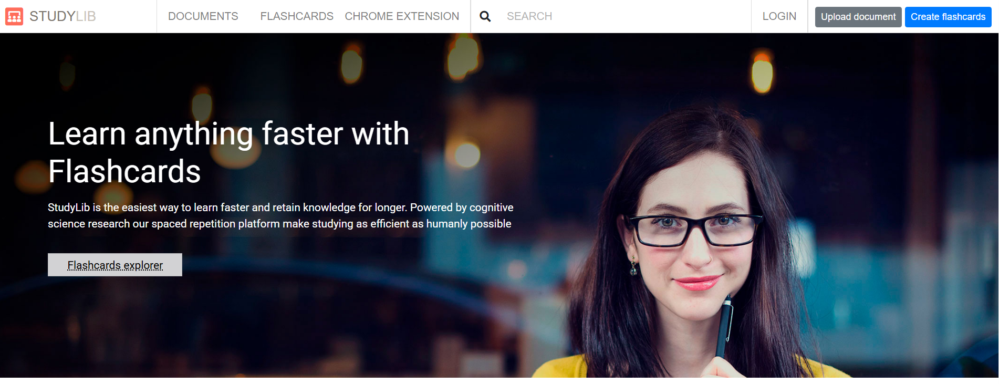 STUDYLIB
DOCUMENTS
FLASHCARDS
CHROME EXTENSION
SEARCH
LOGIN
Upload document
Create flashcards
Learn anything faster with
Flashcards
StudyLib is the easiest way to learn faster and retain knowledge for longer. Powered by cognitive
science research our spaced repetition platform make studying as efficient as humanly possible
Flashcards explorer